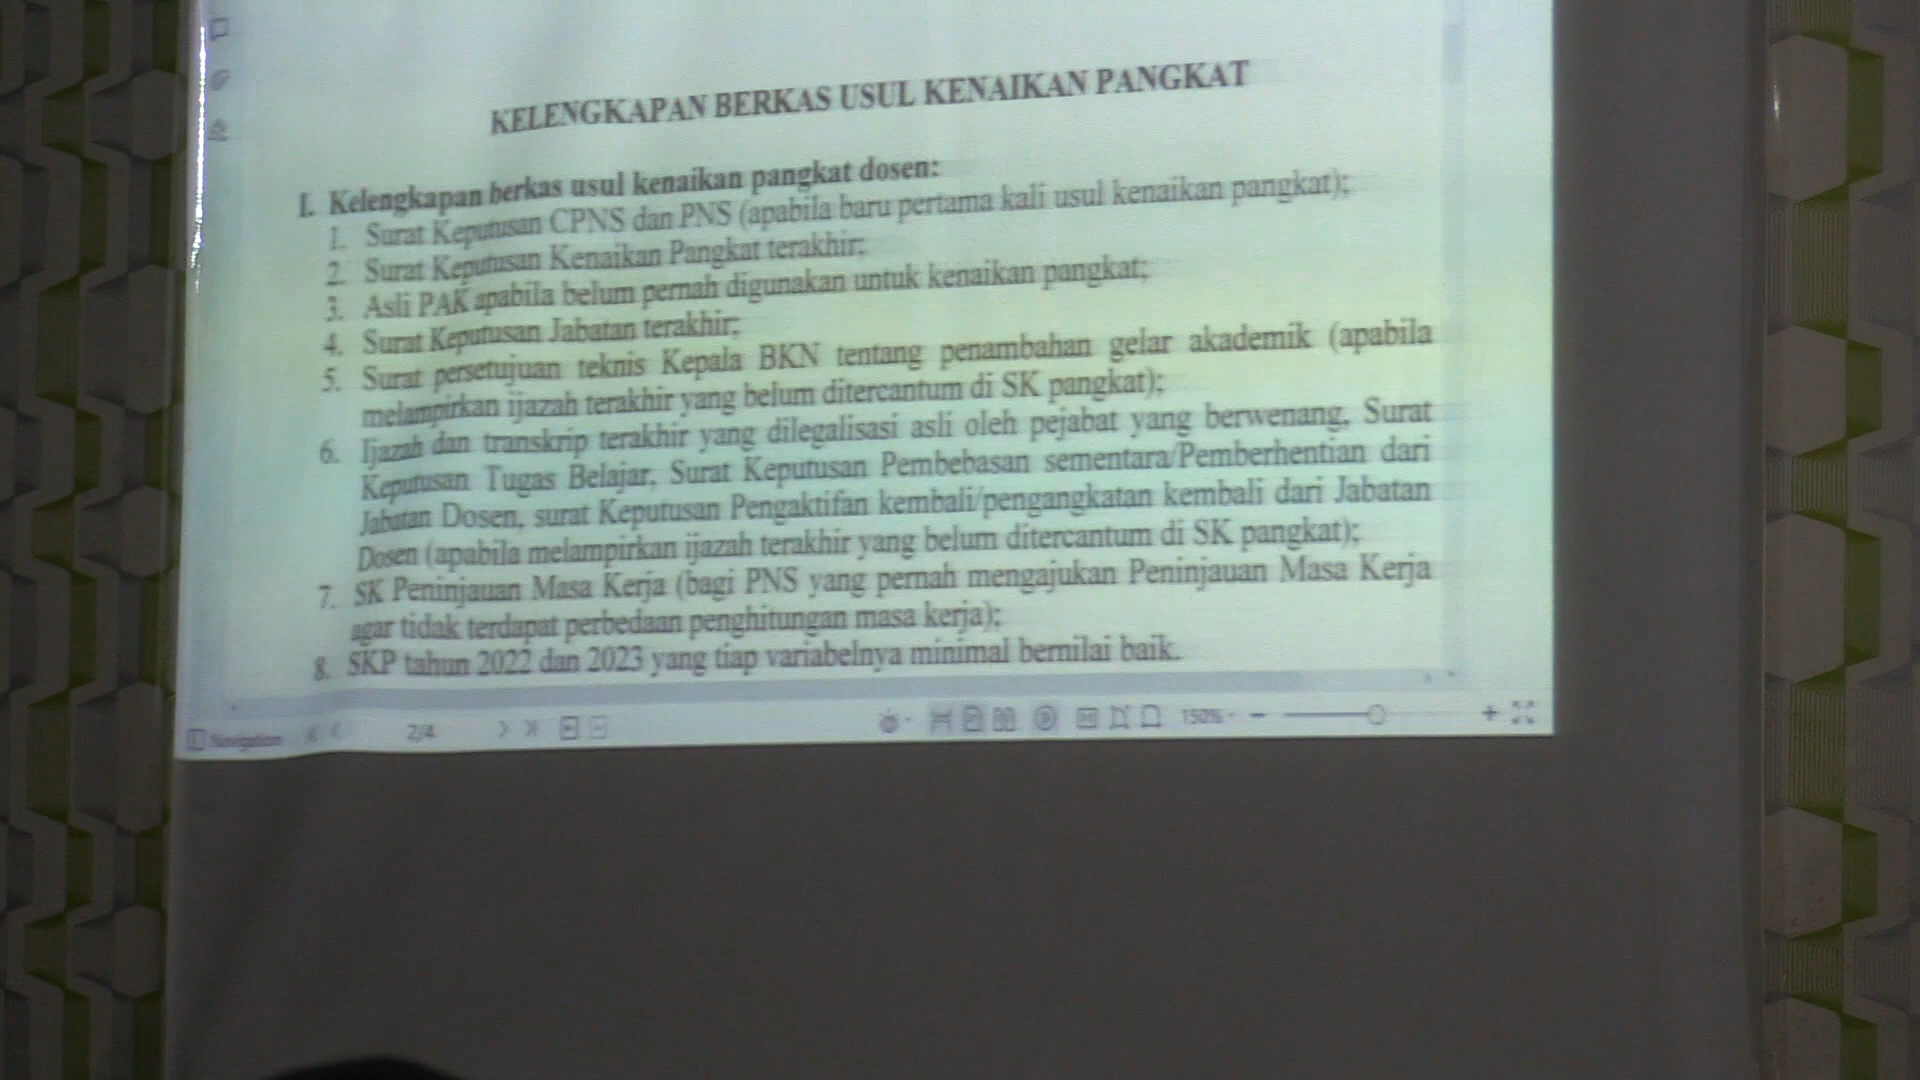 KELENGKAPAN BERKAS USUL KENAIKAN PANGKAT
I. Kelengkapan berkas usul kenaikan pangkat dosen:
1. Surat Keputusan CPNS dan PNS (apabila baru pertama kali usul kenaikan pangkat);
2. Surat Keputusan Kenaikan Pangkat terakhir;
3. Asli PAK apabila belum pernah digunakan untuk kenaikan pangkat;
4. Surat Keputusan Jabatan terakhir;
5. Surat persetujuan teknis Kepala BKN tentang penambahan gelar akademik (apabila
melampirkan ijazah terakhir yang belum ditercantum di SK pangkat);
6. Ijazah dan transkrip terakhir yang dilegalisasi asli oleh pejabat yang berwenang, Surat
Keputusan Tugas Belajar, Surat Keputusan Pembebasan sementara/Pemberhentian dari
Jabatan Dosen, surat Keputusan Pengaktifan kembali/pengangkatan kembali dari Jabatan
Dosen (apabila melampirkan ijazah terakhir yang belum ditercantum di SK pangkat);
7. SK Peninjauan Masa Kerja (bagi PNS yang pernah mengajukan Peninjauan Masa Kerja
agar tidak terdapat perbedaan penghitungan masa kerja);
8. SKP tahun 2022 dan 2023 yang tiap variabelnya minimal bernilai baik.
Navigation 2/4 150%